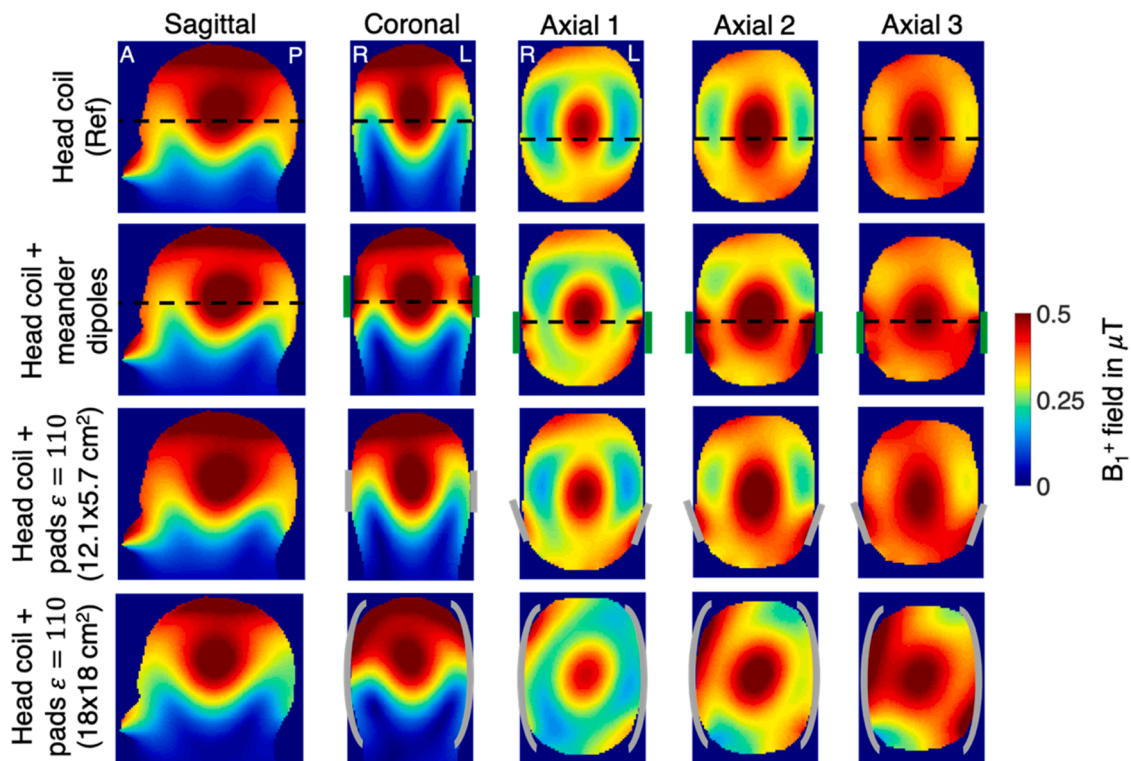 Sagittal Coronal Axial 1 Axial 2 Axial 3
A P R L R L
Head coil
(Ref)
Head coil +
meander
dipoles
Head coil +
pads ε = 110
(12.1x5.7 cm²)
Head coil +
pads ε = 110
(18x18 cm²)
0.5
0.25
0
B₁⁺ field in μT